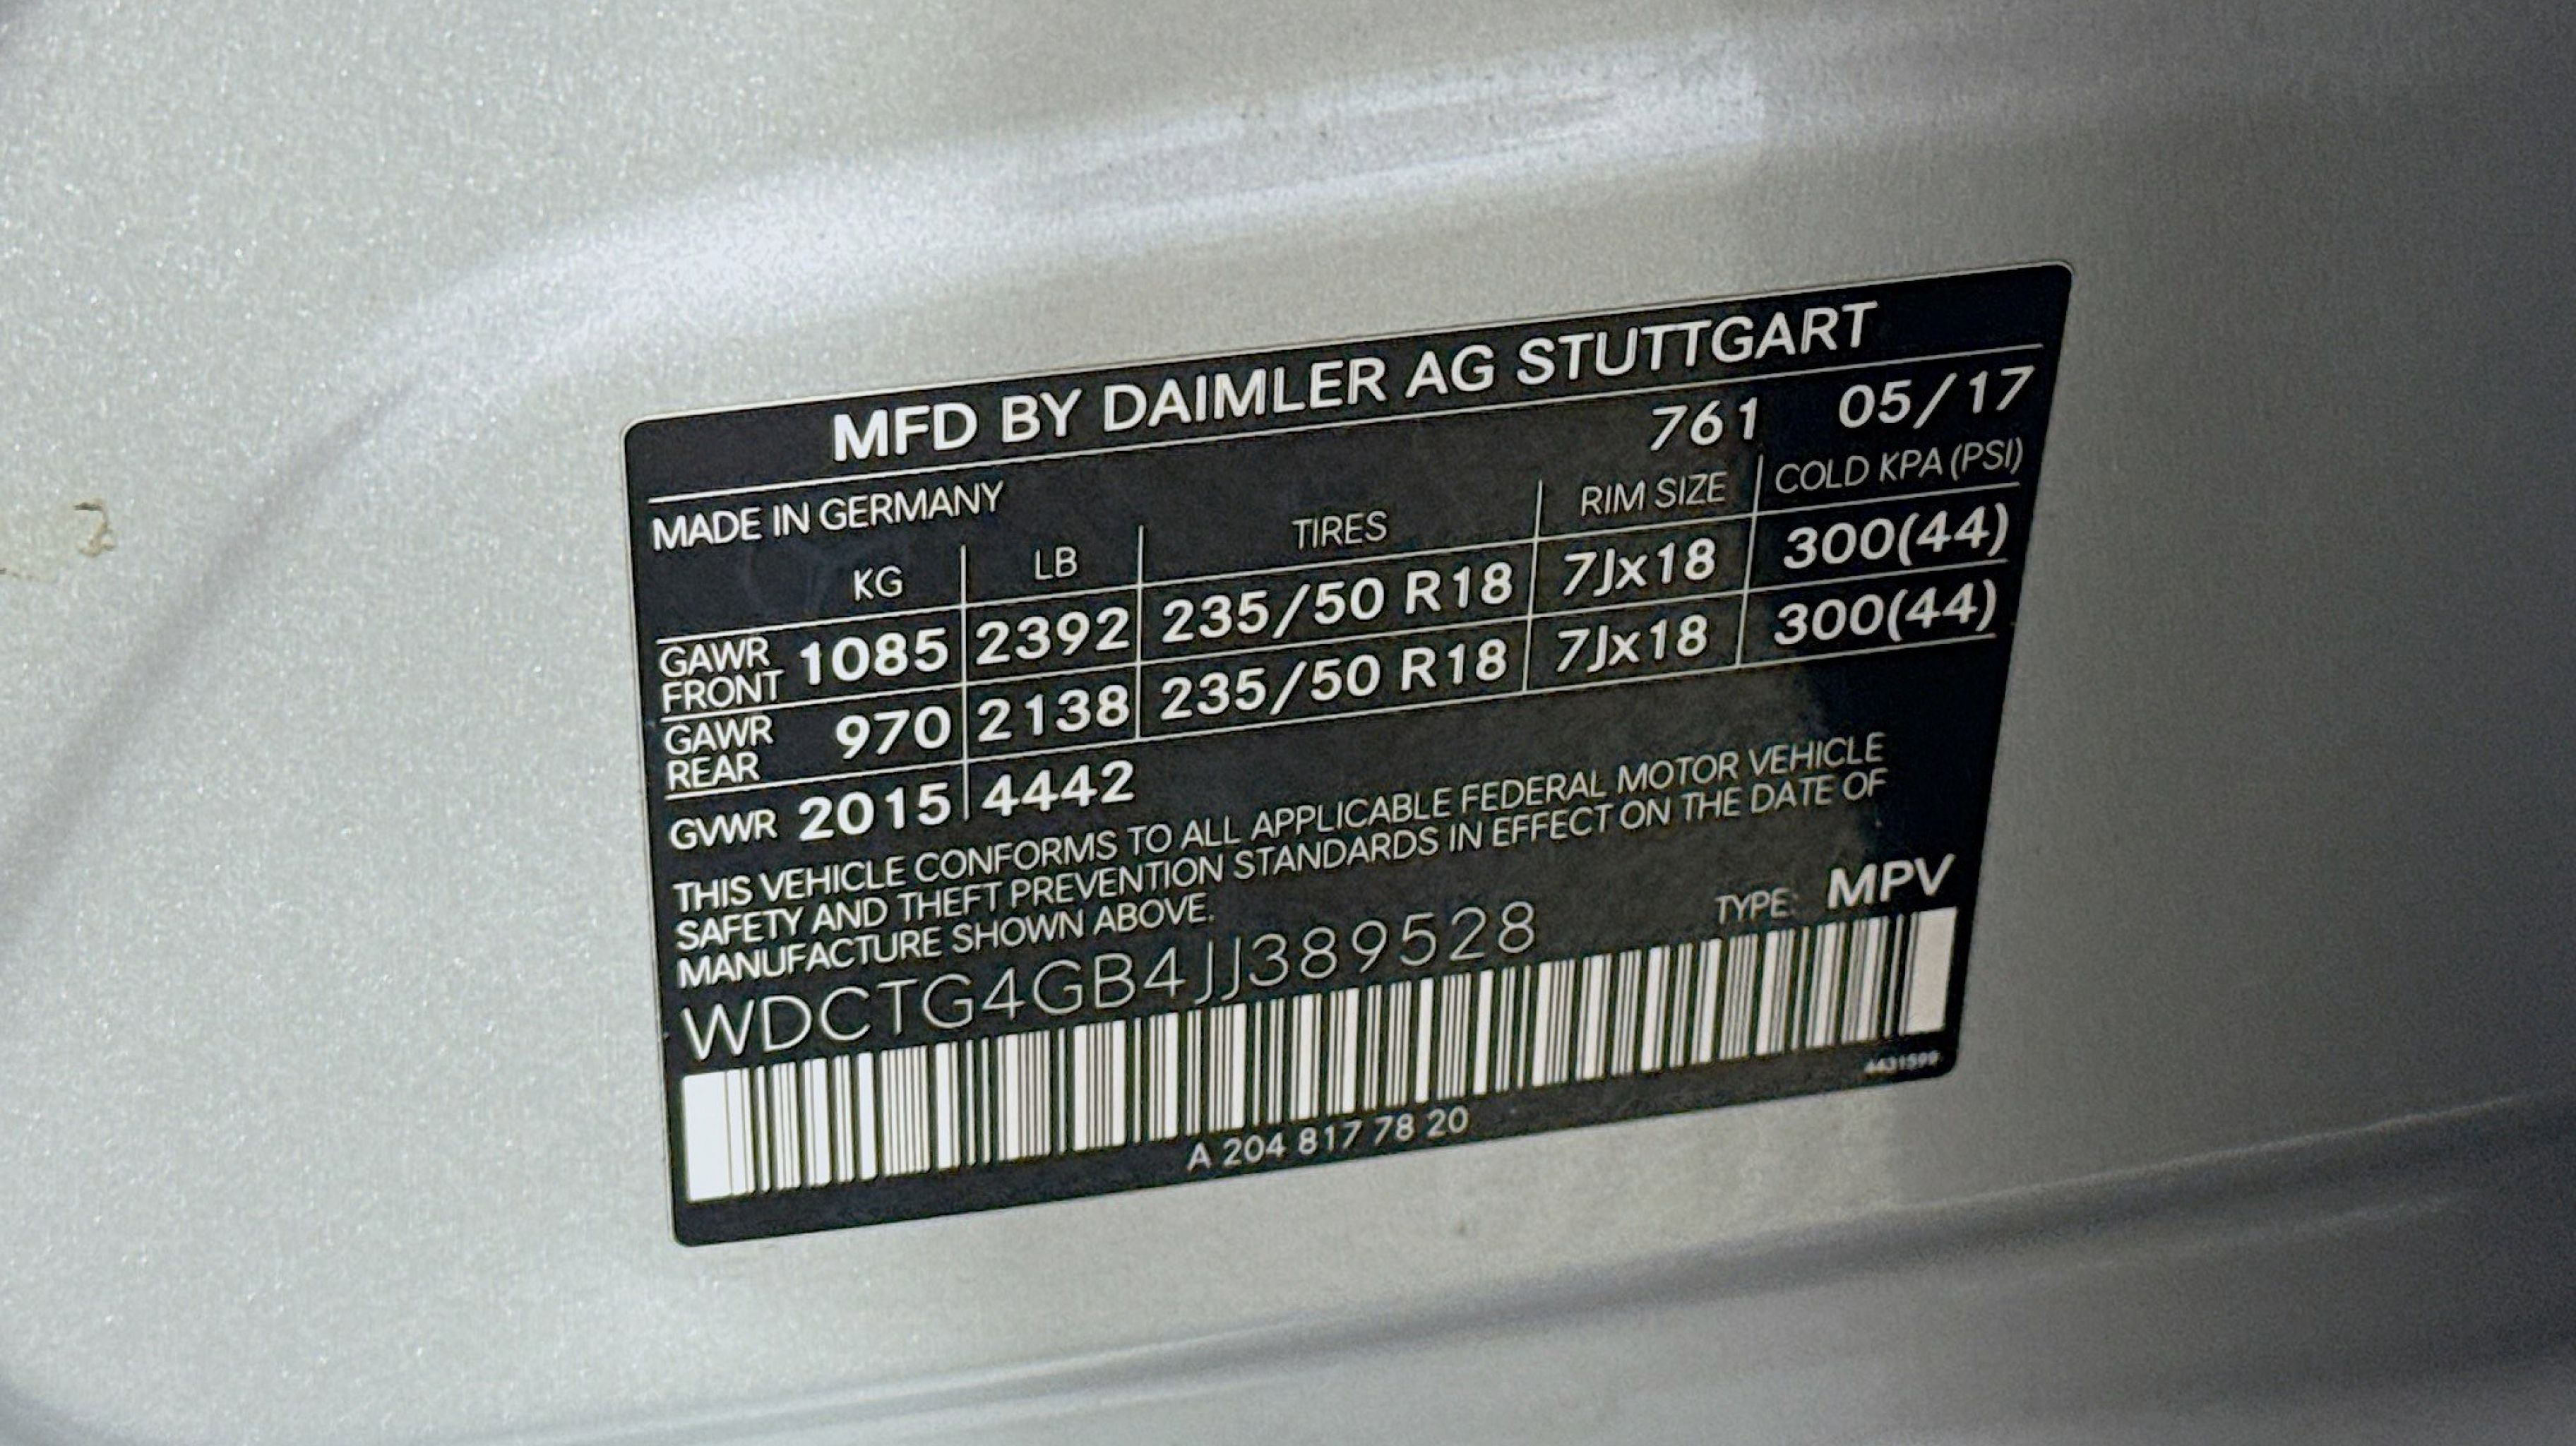 MFD BY DAIMLER AG STUTTGART
761 05/17
MADE IN GERMANY
KG LB TIRES RIM SIZE COLD KPA (PSI)
GAWR FRONT 1085 2392 235/50 R18 7Jx18 300(44)
GAWR REAR 970 2138 235/50 R18 7Jx18 300(44)
GVWR 2015 4442
THIS VEHICLE CONFORMS TO ALL APPLICABLE FEDERAL MOTOR VEHICLE
SAFETY AND THEFT PREVENTION STANDARDS IN EFFECT ON THE DATE OF
MANUFACTURE SHOWN ABOVE.
WDCTG4GB4JJ389528 TYPE: MPV
A 204 817 78 20